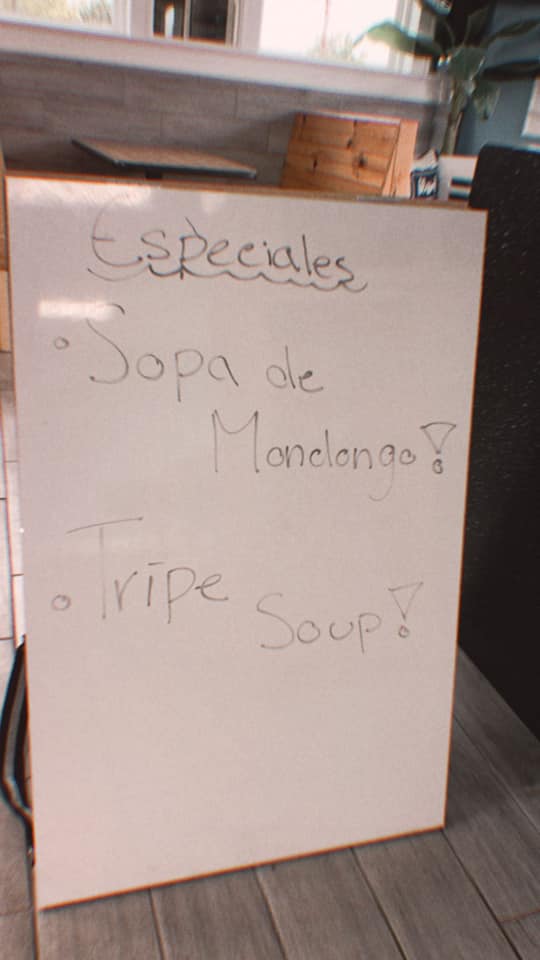 Especiales
• Sopa de
Mondongo!
• Tripe
Soup!